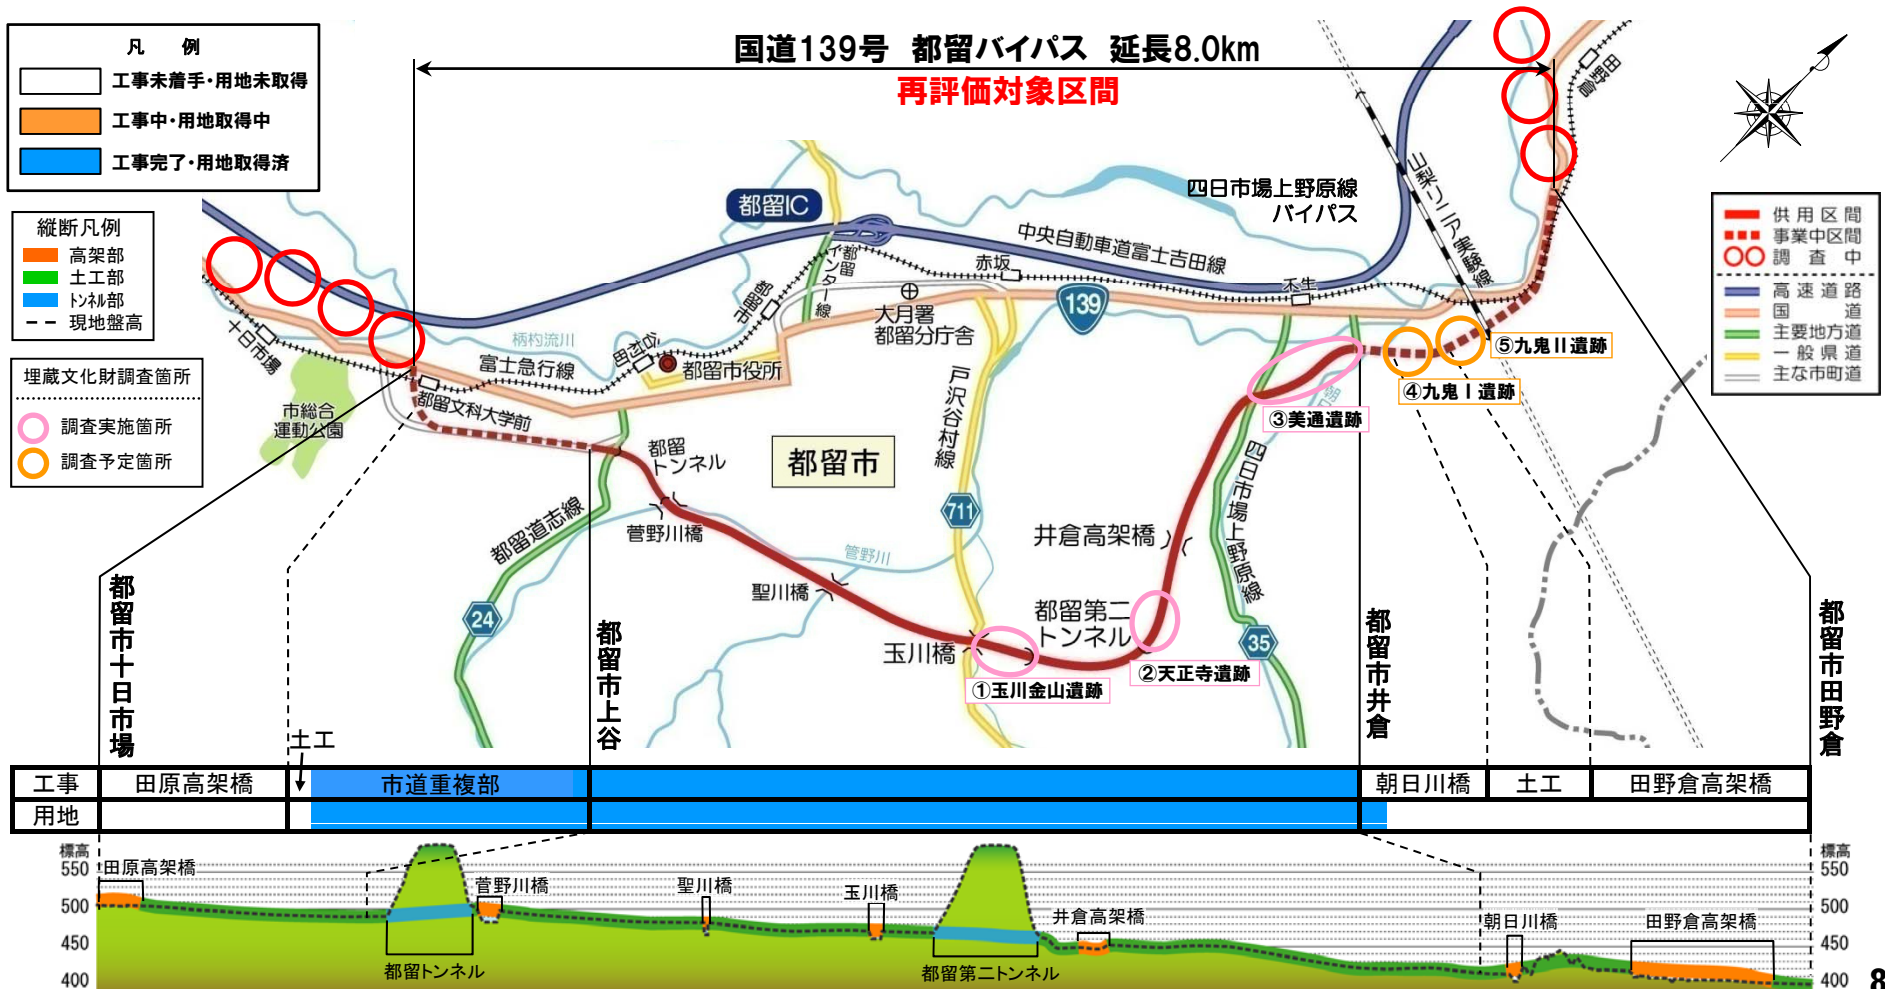 国道139号 都留バイパス 延長8.0km
再評価対象区間
凡 例
工事未着手・用地未取得
工事中・用地取得中
工事完了・用地取得済
縦断凡例
高架部
土工部
トンネル部
現地盤高
埋蔵文化財調査箇所
調査実施箇所
調査予定箇所
供用区間
事業中区間
調査中
高速道路
国道
主要地方道
一般県道
主な市町道
田野倉
山梨リニア実験線
四日市場上野原線
バイパス
都留IC
中央自動車道富士吉田線
都留インター線
赤坂
禾生
139
大月署
都留分庁舎
都留市
谷村町
都留市役所
柄杓流川
富士急行線
十日市場
都留文科大学前
市総合
運動公園
都留
トンネル
都留市
戸沢谷村線
711
⑤九鬼Ⅱ遺跡
④九鬼Ⅰ遺跡
③美通遺跡
四日市場上野原線
35
井倉高架橋
都留第二
トンネル
②天正寺遺跡
①玉川金山遺跡
玉川橋
聖川橋
菅野川
菅野川橋
都留道志線
24
都留市十日市場
都留市上谷
都留市井倉
都留市田野倉
土工
工事
田原高架橋
市道重複部
朝日川橋
土工
田野倉高架橋
用地
標高
550
500
450
400
田原高架橋
都留トンネル
菅野川橋
聖川橋
玉川橋
都留第二トンネル
井倉高架橋
朝日川橋
田野倉高架橋
標高
550
500
450
400
8